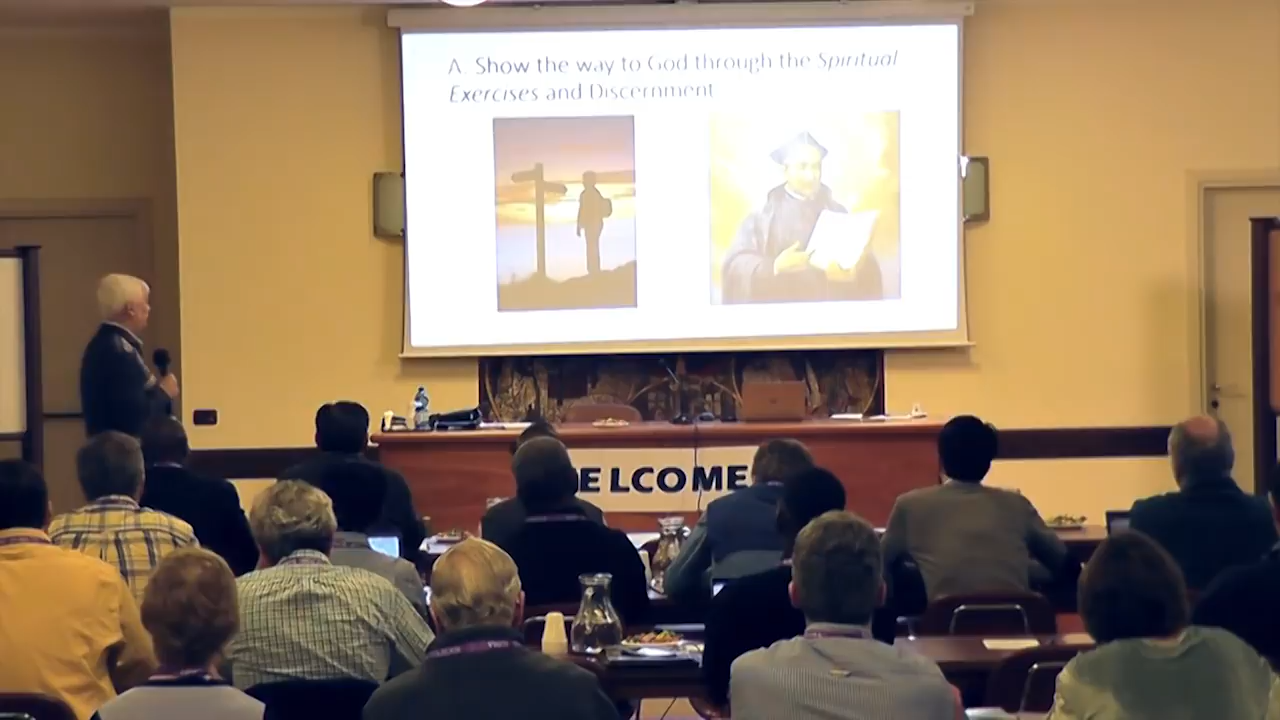 A. Show the way to God through the Spiritual
Exercises and Discernment
ELCOME